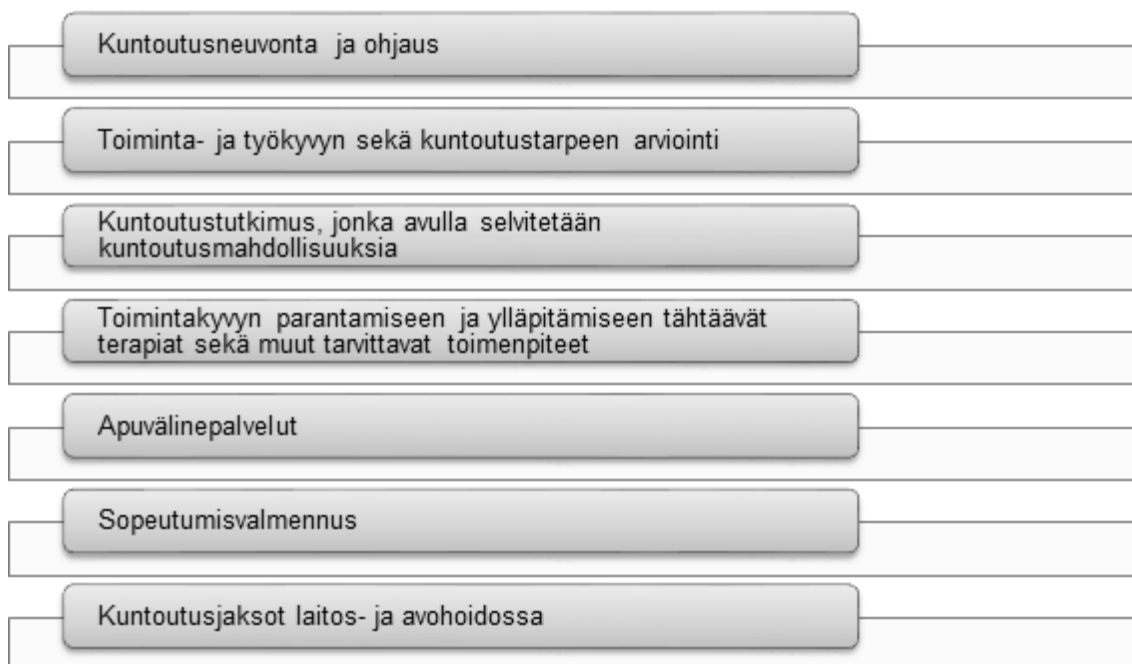 Kuntoutusneuvonta ja ohjaus
Toiminta- ja työkyvyn sekä kuntoutustarpeen arviointi
Kuntoutustutkimus, jonka avulla selvitetään
kuntoutusmahdollisuuksia
Toimintakyvyn parantamiseen ja ylläpitämiseen tähtäävät
terapiat sekä muut tarvittavat toimenpiteet
Apuvälinepalvelut
Sopeutumisvalmennus
Kuntoutusjaksot laitos- ja avohoidossa